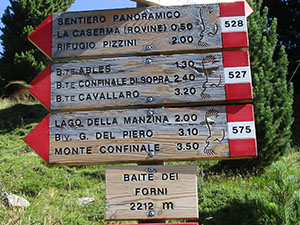 SENTIERO PANORAMICO
LA CASERMA (ROVINE) 0.50
RIFUGIO PIZZINI 2.00
528
B.TE ABLES 1.30
B.TE CONFINALE DI SOPRA 2.40
B.TE CAVALLARO 3.20
527
LAGO DELLA MANZINA 2.00
BIV. G. DEL PIERO 3.10
MONTE CONFINALE 3.50
575
BAITE DEI
FORNI
2212 m